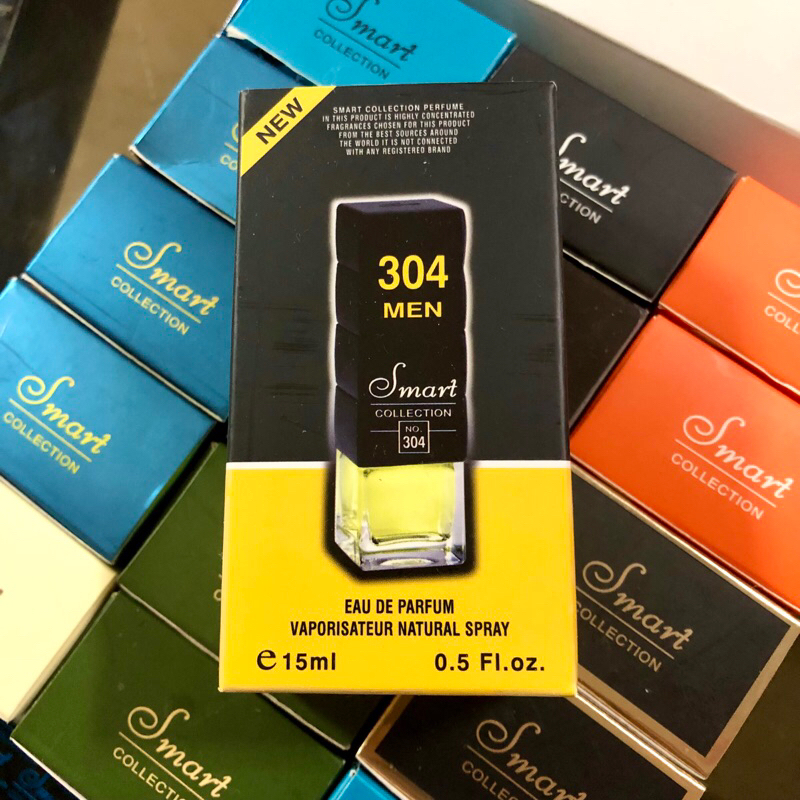 Smart
COLLECTION
NEW
SMART COLLECTION PERFUME
IN THIS PRODUCT IS HIGHLY CONCENTRATED
FRAGRANCES CHOSEN FOR THIS PRODUCT
FROM THE BEST SOURCES AROUND
THE WORLD IT IS NOT CONNECTED
WITH ANY REGISTERED BRAND
304
MEN
Smart
COLLECTION
NO.
304
EAU DE PARFUM
VAPORISATEUR NATURAL SPRAY
e 15ml 0.5 Fl.oz.
Smart
COLLECTION
Smart
COLLECTION
Smart
Smart
COLLECTION
Smart
COLLECTION
Smart
COLLECTION
Smart